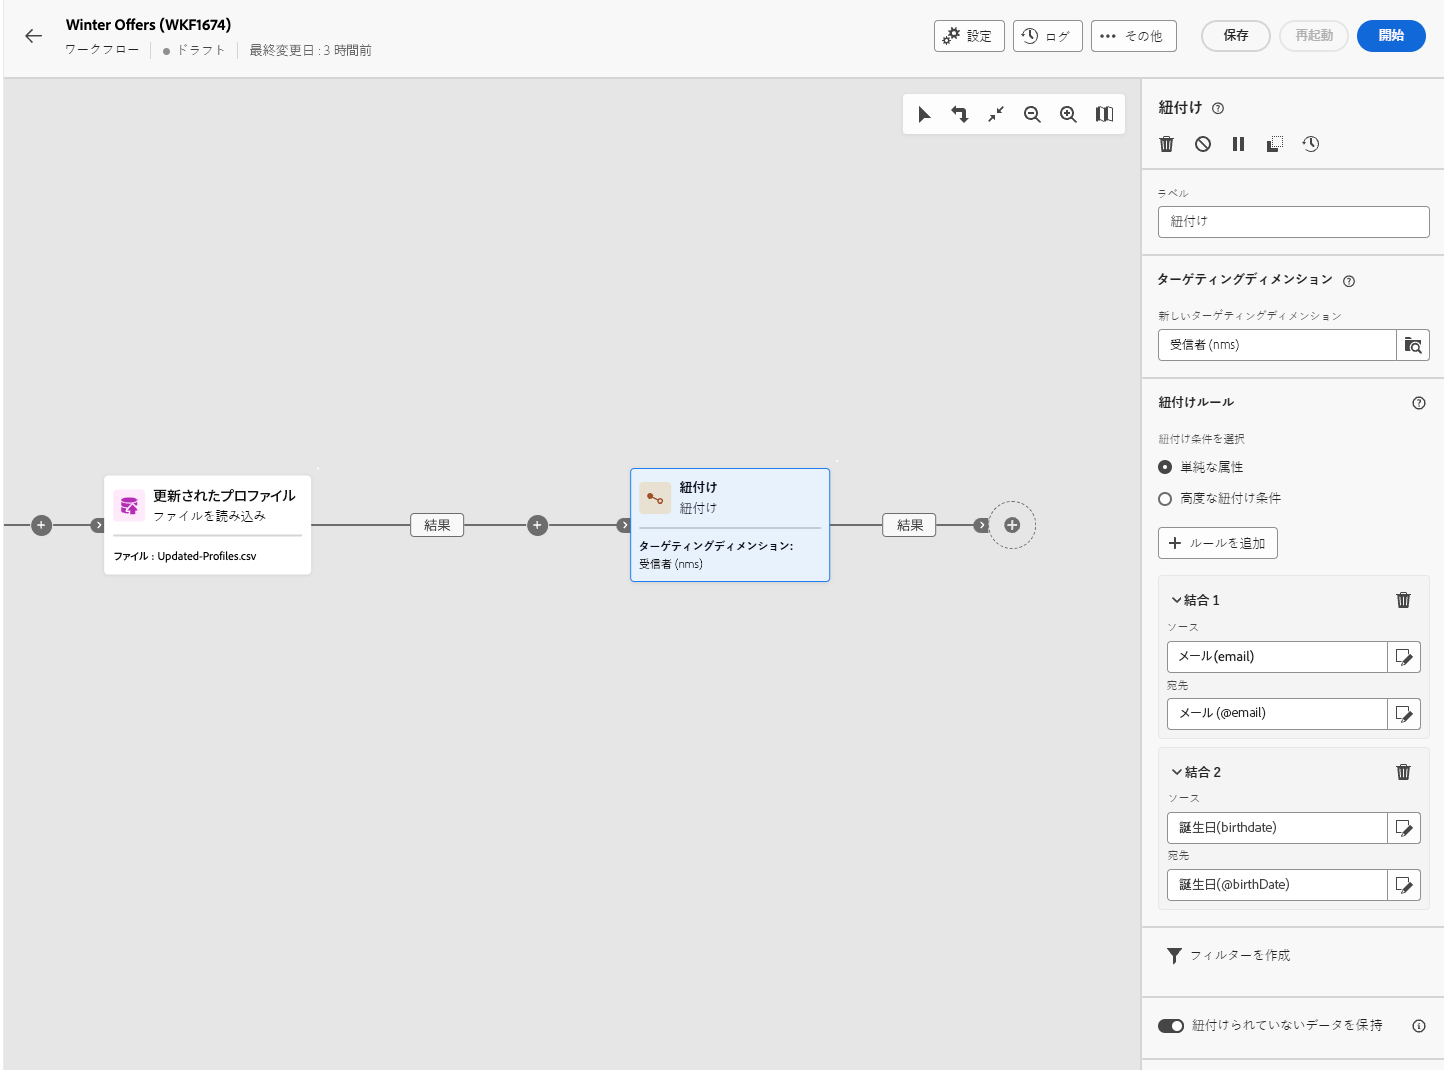 Winter Offers (WKF1674)
ワークフロー ドラフト 最終変更日 : 3 時間前
設定
ログ
その他
保存
再起動
開始
更新されたプロファイル
ファイルを読み込み
ファイル : Updated-Profiles.csv
結果
紐付け
紐付け
ターゲティングディメンション:
受信者 (nms)
結果
紐付け
ラベル
紐付け
ターゲティングディメンション
新しいターゲティングディメンション
受信者 (nms)
紐付けルール
紐付け条件を選択
単純な属性
高度な紐付け条件
ルールを追加
結合 1
ソース
メール(email)
宛先
メール (@email)
結合 2
ソース
誕生日(birthdate)
宛先
誕生日(@birthDate)
フィルターを作成
紐付けられていないデータを保持